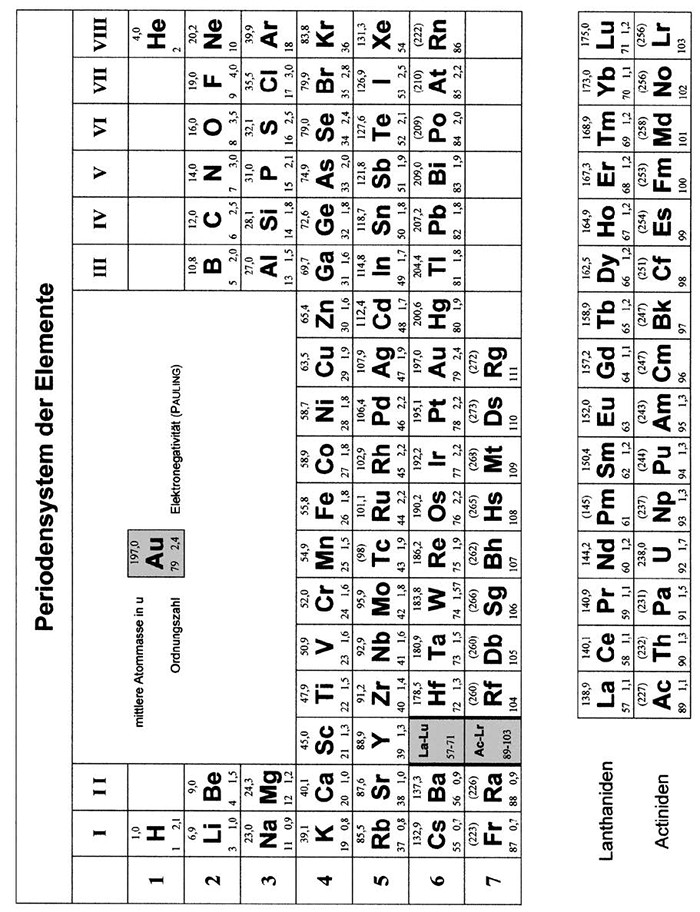 Periodensystem der Elemente
I II III IV V VI VII VIII
1,0 4,0
1 H He
1 2,1 2
mittlere Atommasse in u 197,0
Au
Ordnungszahl 79 2,4 Elektronegativität (PAULING)
6,9 9,0 10,8 12,0 14,0 16,0 19,0 20,2
2 Li Be B C N O F Ne
3 1,0 4 1,5 5 2,0 6 2,5 7 3,0 8 3,5 9 4,0 10
23,0 24,3 27,0 28,1 31,0 32,1 35,5 39,9
3 Na Mg Al Si P S Cl Ar
11 0,9 12 1,2 13 1,5 14 1,8 15 2,1 16 2,5 17 3,0 18
39,1 40,1 45,0 47,9 50,9 52,0 54,9 55,8 58,9 58,7 63,5 65,4 69,7 72,6 74,9 79,0 79,9 83,8
4 K Ca Sc Ti V Cr Mn Fe Co Ni Cu Zn Ga Ge As Se Br Kr
19 0,8 20 1,0 21 1,3 22 1,5 23 1,6 24 1,6 25 1,5 26 1,8 27 1,8 28 1,8 29 1,9 30 1,6 31 1,6 32 1,8 33 2,0 34 2,4 35 2,8 36
85,5 87,6 88,9 91,2 92,9 95,9 (98) 101,1 102,9 106,4 107,9 112,4 114,8 118,7 121,8 127,6 126,9 131,3
5 Rb Sr Y Zr Nb Mo Tc Ru Rh Pd Ag Cd In Sn Sb Te I Xe
37 0,8 38 1,0 39 1,3 40 1,4 41 1,6 42 1,8 43 1,9 44 2,2 45 2,2 46 2,2 47 1,9 48 1,7 49 1,7 50 1,8 51 1,9 52 2,1 53 2,5 54
132,9 137,3 178,5 180,9 183,8 186,2 190,2 192,2 195,1 197,0 200,6 204,4 207,2 209,0 (209) (210) (222)
6 Cs Ba La-Lu Hf Ta W Re Os Ir Pt Au Hg Tl Pb Bi Po At Rn
55 0,7 56 0,9 57-71 72 1,3 73 1,5 74 1,57 75 1,9 76 2,2 77 2,2 78 2,2 79 2,4 80 1,9 81 1,8 82 1,8 83 1,9 84 2,0 85 2,2 86
(223) (226) (260) (260) (266) (262) (265) (268) (273) (272)
7 Fr Ra Ac-Lr Rf Db Sg Bh Hs Mt Ds Rg
87 0,7 88 0,9 89-103 104 105 106 107 108 109 110 111
138,9 140,1 140,9 144,2 (145) 150,4 152,0 157,2 158,9 162,5 164,9 167,3 168,9 173,0 175,0
Lanthaniden La Ce Pr Nd Pm Sm Eu Gd Tb Dy Ho Er Tm Yb Lu
57 1,1 58 1,1 59 1,1 60 1,2 61 62 1,2 63 64 1,1 65 1,2 66 1,2 67 1,2 68 1,2 69 1,2 70 1,1 71 1,2
(227) (232) (231) 238,0 (237) (244) (243) (247) (247) (251) (254) (253) (258) (256) (256)
Actiniden Ac Th Pa U Np Pu Am Cm Bk Cf Es Fm Md No Lr
89 1,1 90 1,3 91 1,5 92 1,7 93 1,3 94 1,3 95 1,3 96 97 98 99 100 101 102 103